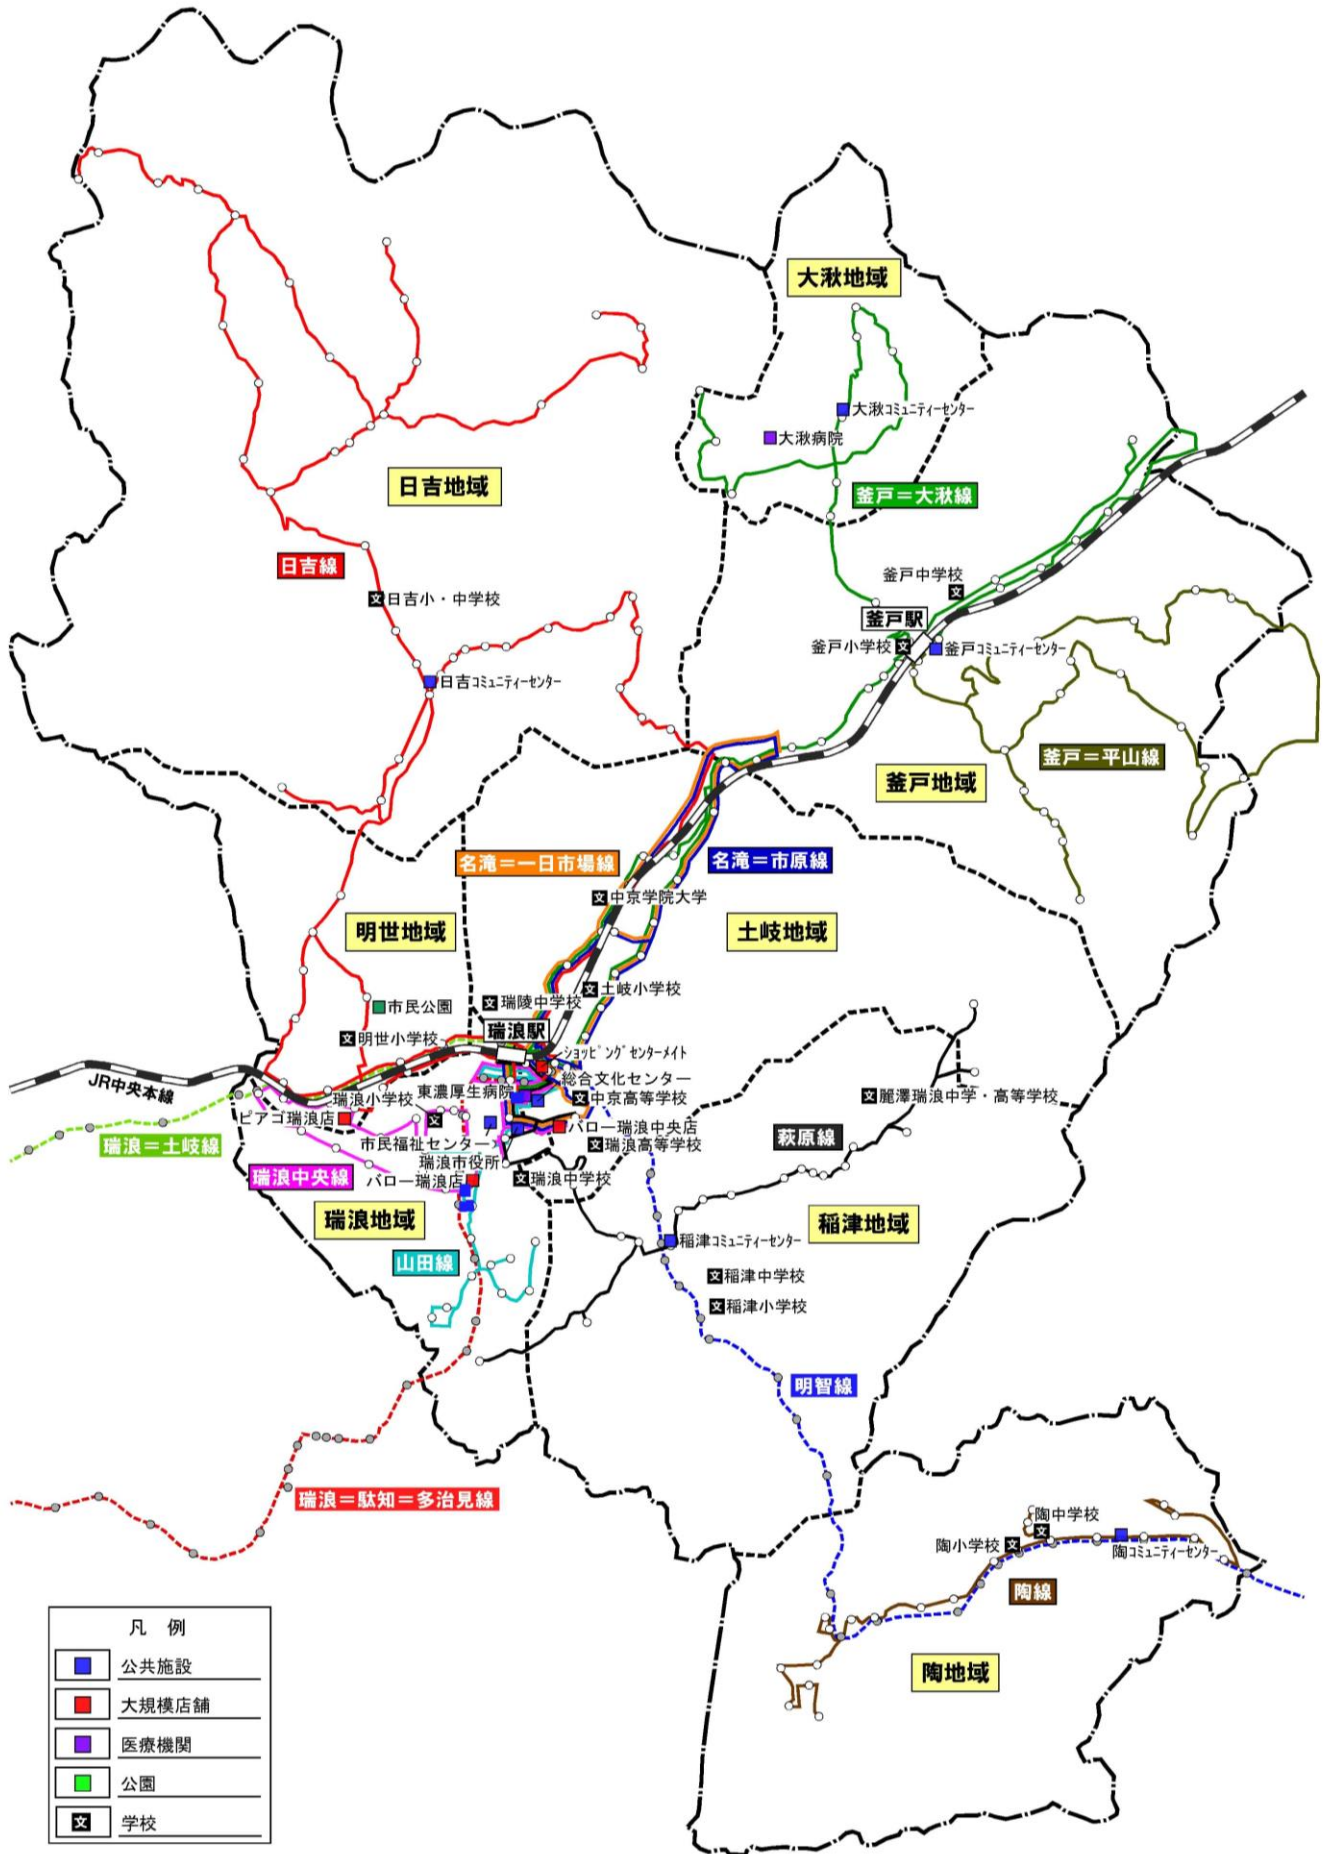 大湫地域
大湫コミュニティーセンター
大湫病院
日吉地域
釜戸＝大湫線
日吉線
釜戸中学校
日吉小・中学校
釜戸駅
釜戸小学校
釜戸コミュニティーセンター
日吉コミュニティーセンター
釜戸＝平山線
釜戸地域
名滝＝一日市場線
名滝＝市原線
中京学院大学
明世地域
土岐地域
土岐小学校
瑞陵中学校
市民公園
瑞浪駅
明世小学校
ショッピングセンターメイト
総合文化センター
JR中央本線
瑞浪小学校
東濃厚生病院
中京高等学校
麗澤瑞浪中学・高等学校
ピアゴ瑞浪店
バロー瑞浪中央店
萩原線
瑞浪＝土岐線
市民福祉センター
瑞浪高等学校
瑞浪市役所
瑞浪中央線
バロー瑞浪店
瑞浪中学校
瑞浪地域
稲津地域
稲津コミュニティーセンター
山田線
稲津中学校
稲津小学校
明智線
瑞浪＝駄知＝多治見線
陶中学校
陶小学校
陶コミュニティーセンター
陶線
陶地域
凡 例
公共施設
大規模店舗
医療機関
公園
文 学校